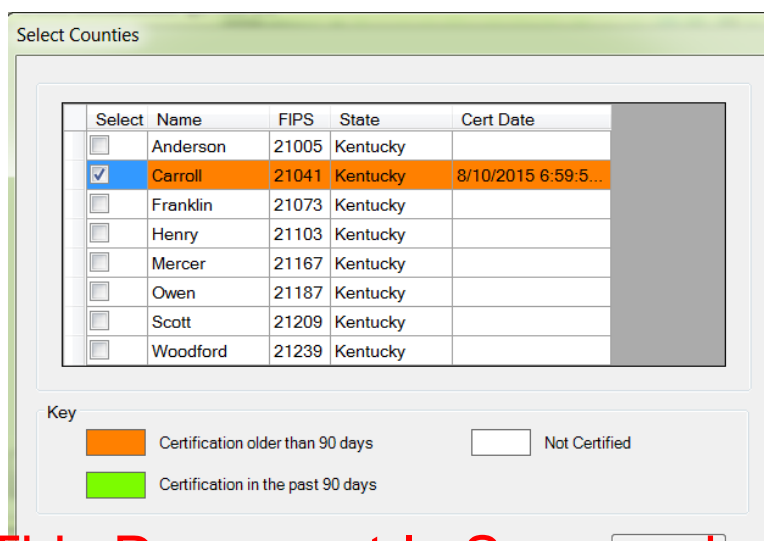 Select Counties
Select Name FIPS State Cert Date
Anderson 21005 Kentucky
Carroll 21041 Kentucky 8/10/2015 6:59:5...
Franklin 21073 Kentucky
Henry 21103 Kentucky
Mercer 21167 Kentucky
Owen 21187 Kentucky
Scott 21209 Kentucky
Woodford 21239 Kentucky
Key
Certification older than 90 days Not Certified
Certification in the past 90 days